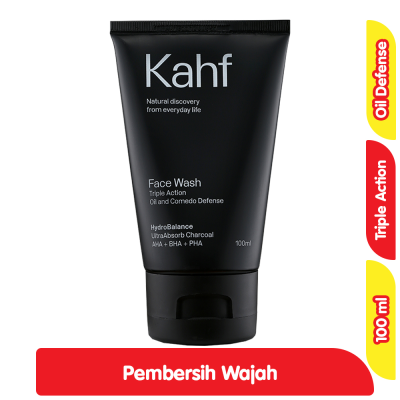 Kahf
Natural discovery
from everyday life
Face Wash
Triple Action
Oil and Comedo Defense
HydroBalance
UltraAbsorb Charcoal
AHA + BHA + PHA
100ml
Oil Defense
Triple Action
100 ml
Pembersih Wajah